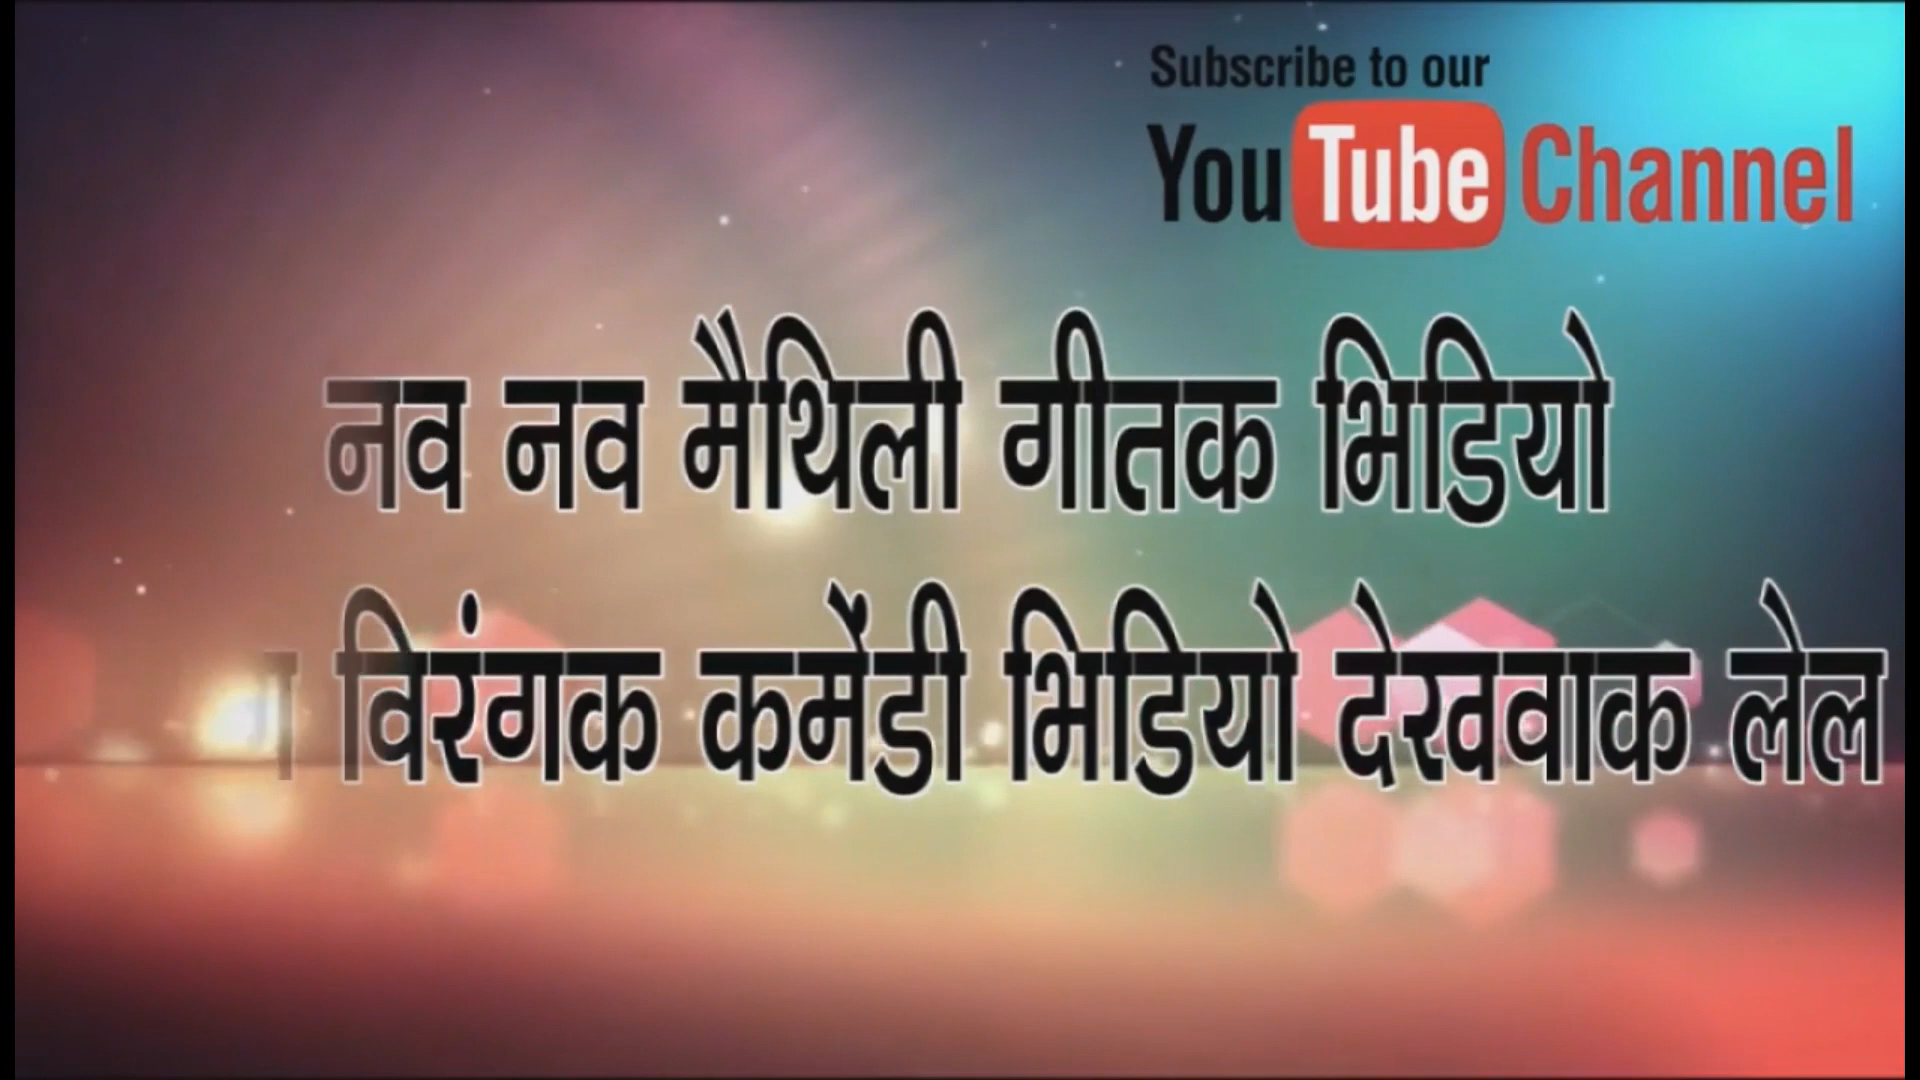 Subscribe to our
YouTube Channel
नव नव मैथिली गीतक भिडियो
विरंगक कमेंडी भिडियो देखवाक लेल